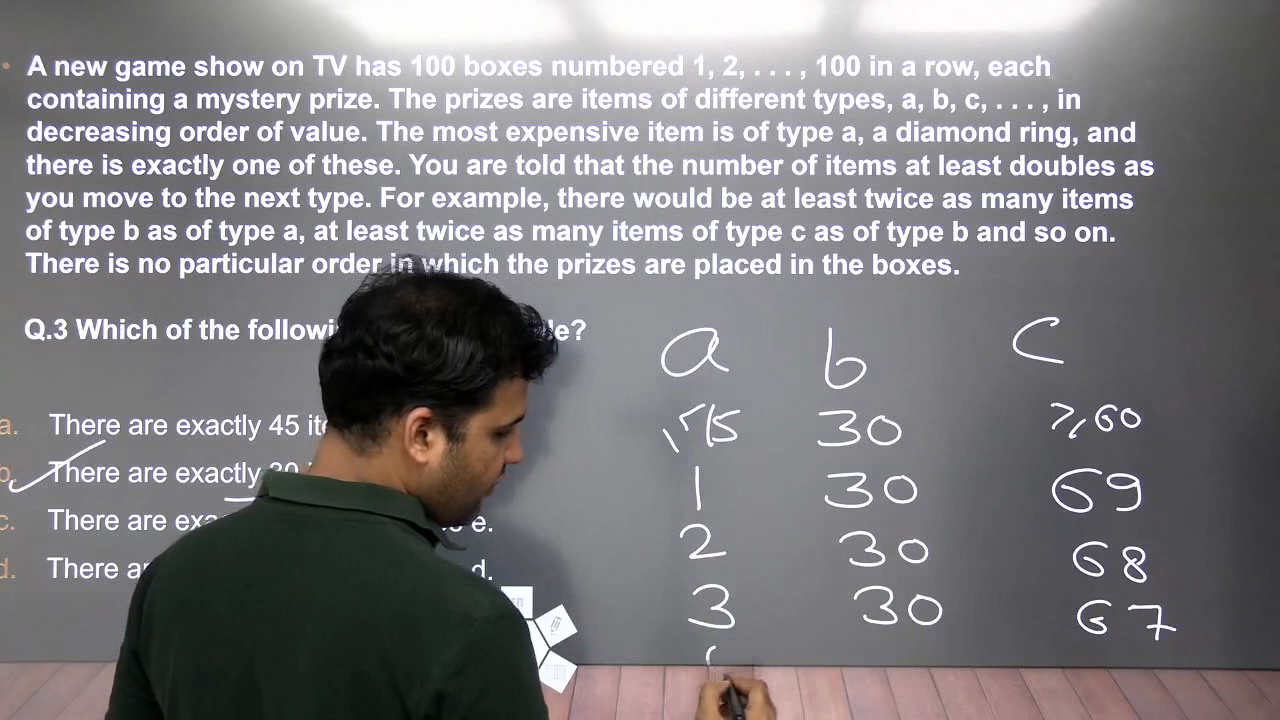 A new game show on TV has 100 boxes numbered 1, 2, . . . , 100 in a row, each
containing a mystery prize. The prizes are items of different types, a, b, c, . . . , in
decreasing order of value. The most expensive item is of type a, a diamond ring, and
there is exactly one of these. You are told that the number of items at least doubles as
you move to the next type. For example, there would be at least twice as many items
of type b as of type a, at least twice as many items of type c as of type b and so on.
There is no particular order in which the prizes are placed in the boxes.
Q.3 Which of the
a b c
a. There are exactly 45
30 ≥60
b. There are exactly
1 30 69
c. There are e.
2 30 68
d. There d.
3 30 67